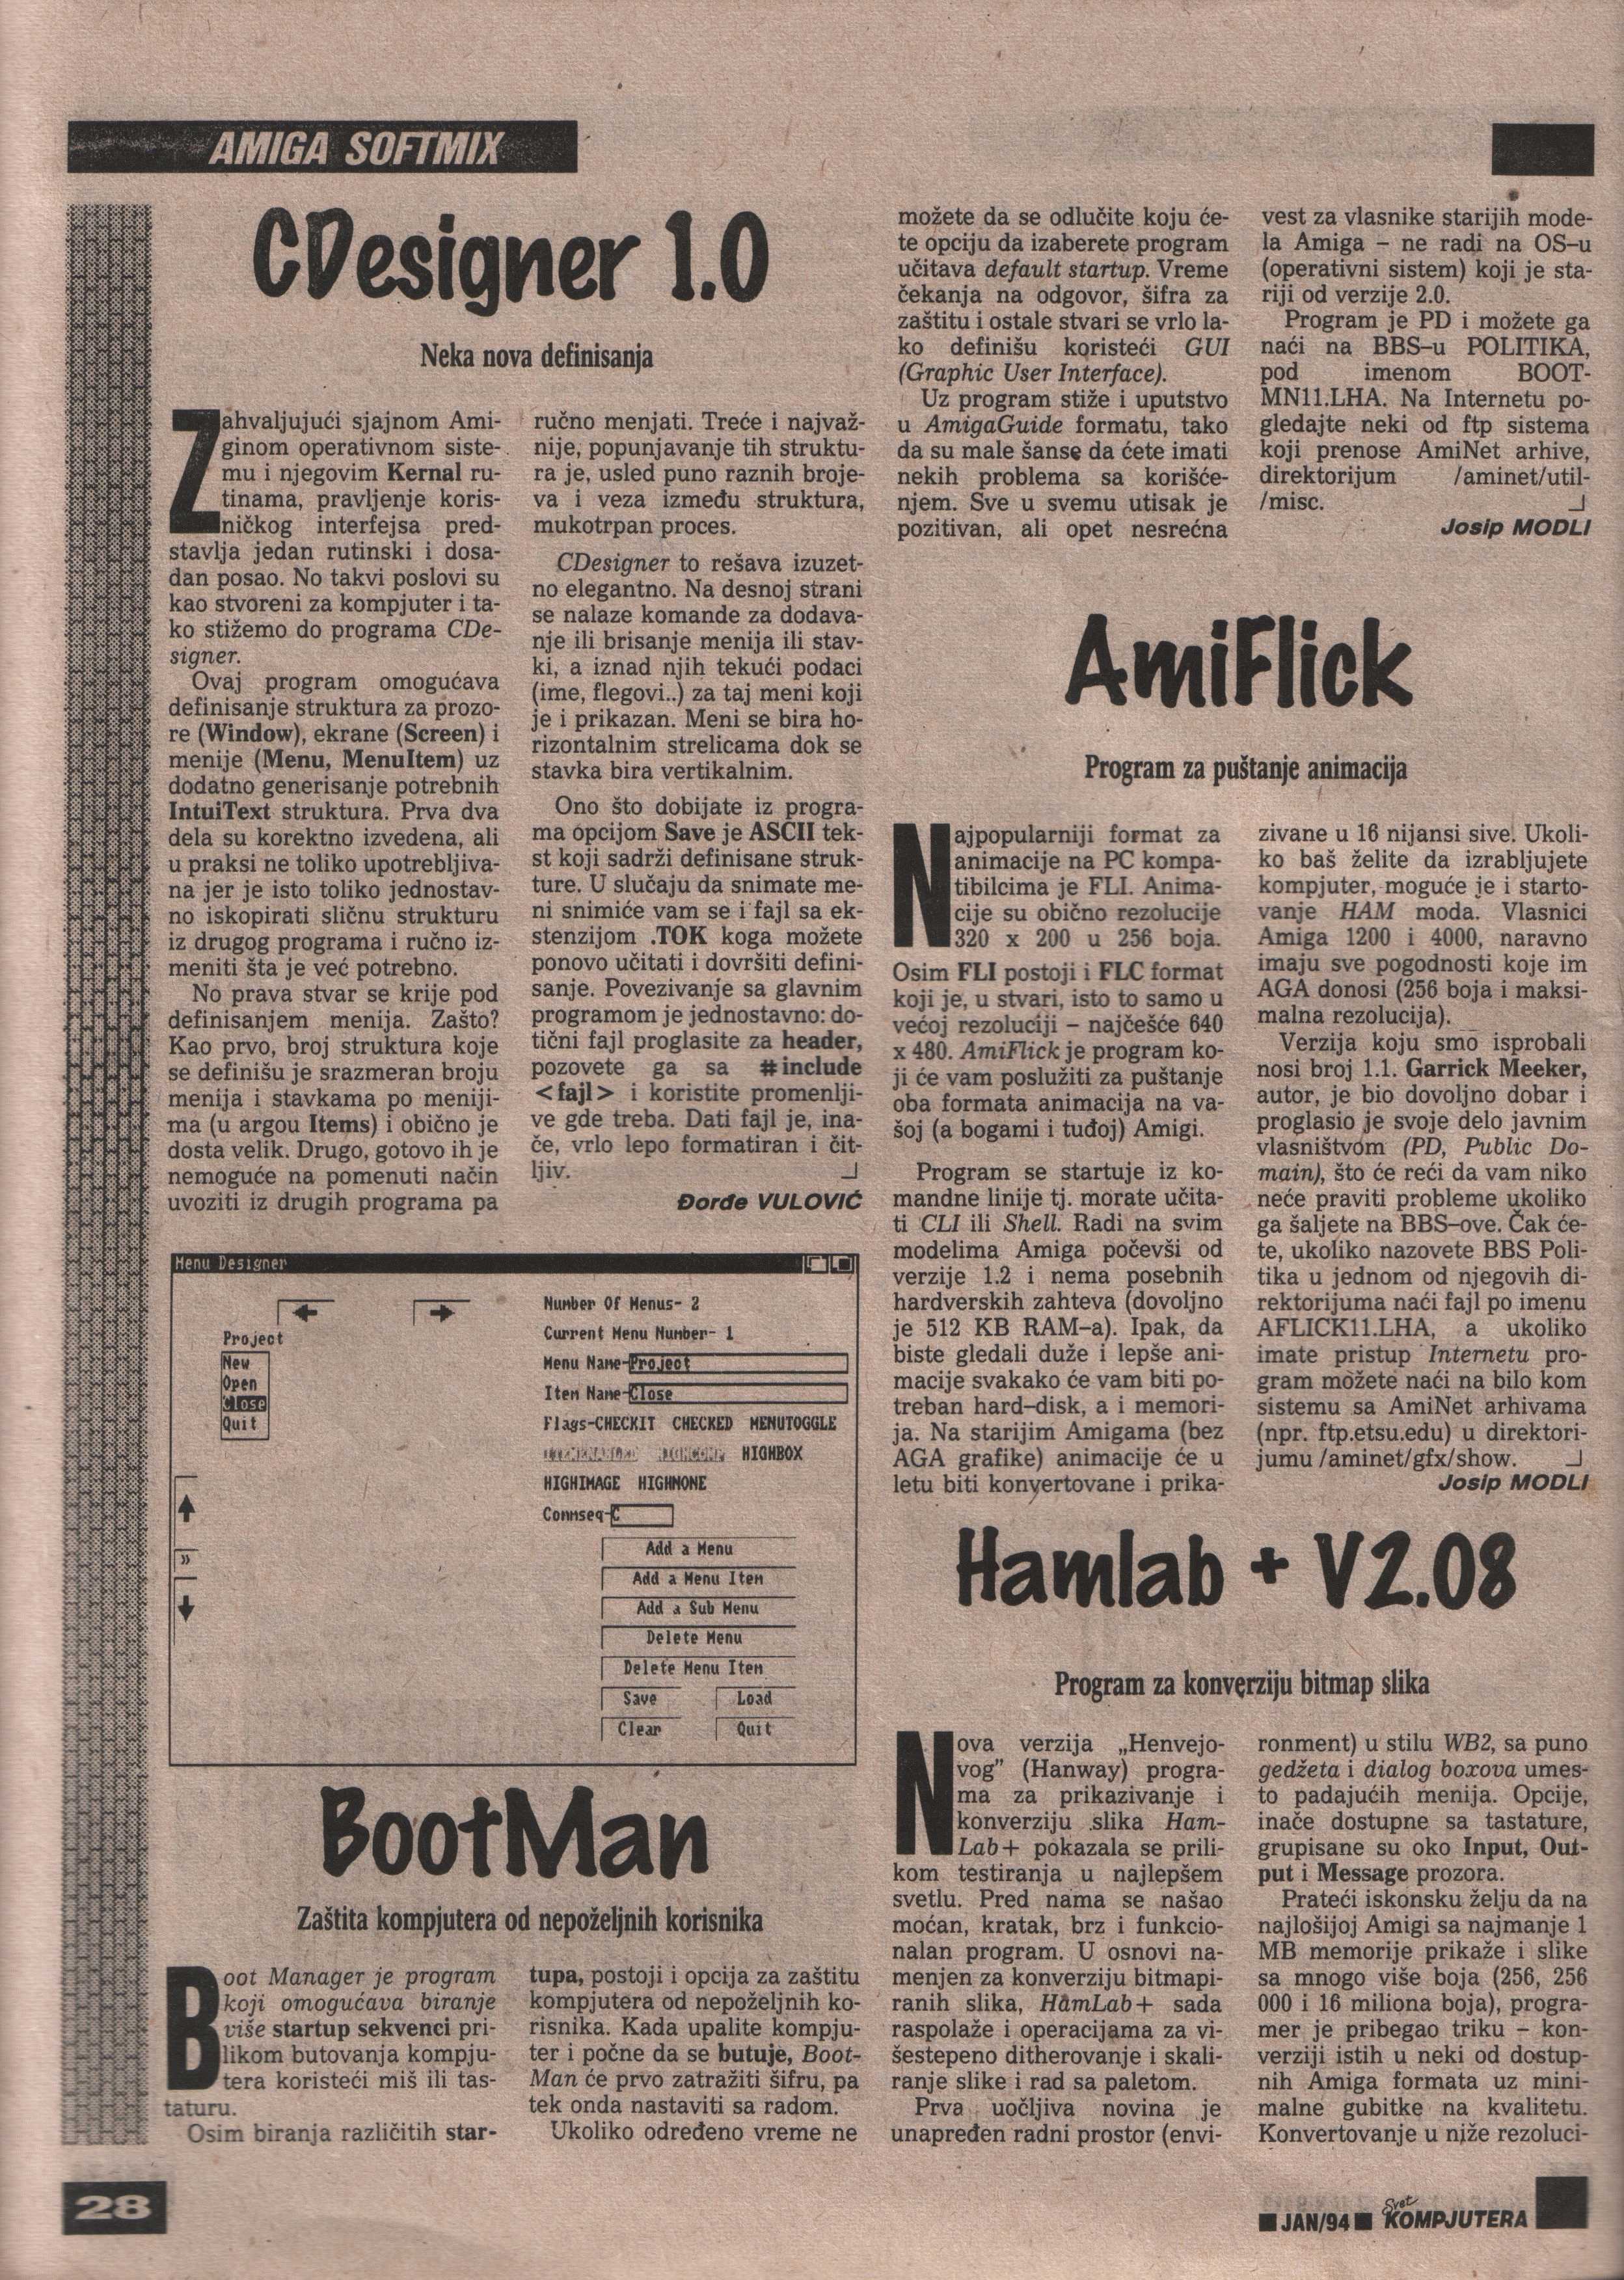 AMIGA SOFTMIX
CDesigner 1.0
Neka nova definisanja
Zahvaljujući sjajnom Ami-
ginom operativnom siste-
mu i njegovim Kernal ru-
tinama, pravljenje koris-
ničkog interfejsa pred-
stavlja jedan rutinski i dosa-
dan posao. No takvi poslovi su
kao stvoreni za kompjuter i ta-
ko stižemo do programa CDe-
signer.
Ovaj program omogućava
definisanje struktura za prozo-
re (Window), ekrane (Screen) i
menije (Menu, MenuItem) uz
dodatno generisanje potrebnih
IntuiText struktura. Prva dva
dela su korektno izvedena, ali
u praksi ne toliko upotrebljiva-
na jer je isto toliko jednostav-
no iskopirati sličnu strukturu
iz drugog programa i ručno iz-
meniti šta je već potrebno.
No prava stvar se krije pod
definisanjem menija. Zašto?
Kao prvo, broj struktura koje
se definišu je srazmeran broju
menija i stavkama po meniji-
ma (u argou Items) i obično je
dosta velik. Drugo, gotovo ih je
nemoguće na pomenuti način
uvoziti iz drugih programa pa
ručno menjati. Treće i najvaž-
nije, popunjavanje tih struktu-
ra je, usled puno raznih broje-
va i veza između struktura,
mukotrpan proces.
CDesigner to rešava izuzet-
no elegantno. Na desnoj strani
se nalaze komande za dodava-
nje ili brisanje menija ili stav-
ki, a iznad njih tekući podaci
(ime, flegovi..) za taj meni koji
je i prikazan. Meni se bira ho-
rizontalnim strelicama dok se
stavka bira vertikalnim.
Ono što dobijate iz progra-
ma opcijom Save je ASCII tek-
st koji sadrži definisane struk-
ture. U slučaju da snimate me-
ni snimiće vam se i fajl sa ek-
stenzijom .TOK koga možete
ponovo učitati i dovršiti defini-
sanje. Povezivanje sa glavnim
programom je jednostavno: do-
tični fajl proglasite za header,
pozovete ga sa #include
<fajl> i koristite promenlji-
ve gde treba. Dati fajl je, ina-
če, vrlo lepo formatiran i čit-
ljiv.
Đorđe VULOVIĆ
Menu Designer
Project
New
Open
Close
Quit
»
Number Of Menus- 2
Current Menu Number- 1
Menu Name-Project
Item Name-Close
Flags-CHECKIT CHECKED MENUTOGGLE
HIGHBOX
HIGHIMAGE HIGHNONE
Commseq-C
Add a Menu
Add a Menu Item
Add a Sub Menu
Delete Menu
Delete Menu Item
Save Load
Clear Quit
BootMan
Zaštita kompjutera od nepoželjnih korisnika
Boot Manager je program
koji omogućava biranje
više startup sekvenci pri-
likom butovanja kompju-
tera koristeći miš ili tas-
taturu.
Osim biranja različitih star-
tupa, postoji i opcija za zaštitu
kompjutera od nepoželjnih ko-
risnika. Kada upalite kompju-
ter i počne da se butuje, Boot-
Man će prvo zatražiti šifru, pa
tek onda nastaviti sa radom.
Ukoliko određeno vreme ne
možete da se odlučite koju će-
te opciju da izaberete program
učitava default startup. Vreme
čekanja na odgovor, šifra za
zaštitu i ostale stvari se vrlo la-
ko definišu koristeći GUI
(Graphic User Interface).
Uz program stiže i uputstvo
u AmigaGuide formatu, tako
da su male šanse da ćete imati
nekih problema sa korišće-
njem. Sve u svemu utisak je
pozitivan, ali opet nesrećna
vest za vlasnike starijih mode-
la Amiga – ne radi na OS–u
(operativni sistem) koji je sta-
riji od verzije 2.0.
Program je PD i možete ga
naći na BBS–u POLITIKA,
pod imenom BOOT-
MN11.LHA. Na Internetu po-
gledajte neki od ftp sistema
koji prenose AmiNet arhive,
direktorijum /aminet/util-
/misc.
Josip MODLI
AmiFlick
Program za puštanje animacija
Najpopularniji format za
animacije na PC kompa-
tibilcima je FLI. Anima-
cije su obično rezolucije
320 x 200 u 256 boja.
Osim FLI postoji i FLC format
koji je, u stvari, isto to samo u
većoj rezoluciji – najčešće 640
x 480. AmiFlick je program ko-
ji će vam poslužiti za puštanje
oba formata animacija na va-
šoj (a bogami i tuđoj) Amigi.
Program se startuje iz ko-
mandne linije tj. morate učita-
ti CLI ili Shell. Radi na svim
modelima Amiga počevši od
verzije 1.2 i nema posebnih
hardverskih zahteva (dovoljno
je 512 KB RAM–a). Ipak, da
biste gledali duže i lepše ani-
macije svakako će vam biti po-
treban hard–disk, a i memori-
ja. Na starijim Amigama (bez
AGA grafike) animacije će u
letu biti konvertovane i prika-
zivane u 16 nijansi sive. Ukoli-
ko baš želite da izrabljujete
kompjuter, moguće je i starto-
vanje HAM moda. Vlasnici
Amiga 1200 i 4000, naravno
imaju sve pogodnosti koje im
AGA donosi (256 boja i maksi-
malna rezolucija).
Verzija koju smo isprobali
nosi broj 1.1. Garrick Meeker,
autor, je bio dovoljno dobar i
proglasio je svoje delo javnim
vlasništvom (PD, Public Do-
main), što će reći da vam niko
neće praviti probleme ukoliko
ga šaljete na BBS–ove. Čak će-
te, ukoliko nazovete BBS Poli-
tika u jednom od njegovih di-
rektorijuma naći fajl po imenu
AFLICK11.LHA, a ukoliko
imate pristup Internetu pro-
gram možete naći na bilo kom
sistemu sa AmiNet arhivama
(npr. ftp.etsu.edu) u direktori-
jumu /aminet/gfx/show.
Josip MODLI
Hamlab + V2.08
Program za konverziju bitmap slika
Nova verzija „Henvejo-
vog” (Hanway) progra-
ma za prikazivanje i
konverziju slika Ham-
Lab+ pokazala se prili-
kom testiranja u najlepšem
svetlu. Pred nama se našao
moćan, kratak, brz i funkcio-
nalan program. U osnovi na-
menjen za konverziju bitmapi-
ranih slika, HamLab+ sada
raspolaže i operacijama za vi-
šestepeno ditherovanje i skali-
ranje slike i rad sa paletom.
Prva uočljiva novina je
unapređen radni prostor (envi-
ronment) u stilu WB2, sa puno
gedžeta i dialog boxova umes-
to padajućih menija. Opcije,
inače dostupne sa tastature,
grupisane su oko Input, Out-
put i Message prozora.
Prateći iskonsku želju da na
najlošijoj Amigi sa najmanje 1
MB memorije prikaže i slike
sa mnogo više boja (256, 256
000 i 16 miliona boja), progra-
mer je pribegao triku – kon-
verziji istih u neki od dostup-
nih Amiga formata uz mini-
malne gubitke na kvalitetu.
Konvertovanje u niže rezoluci-
28
JAN/94 Svet KOMPJUTERA